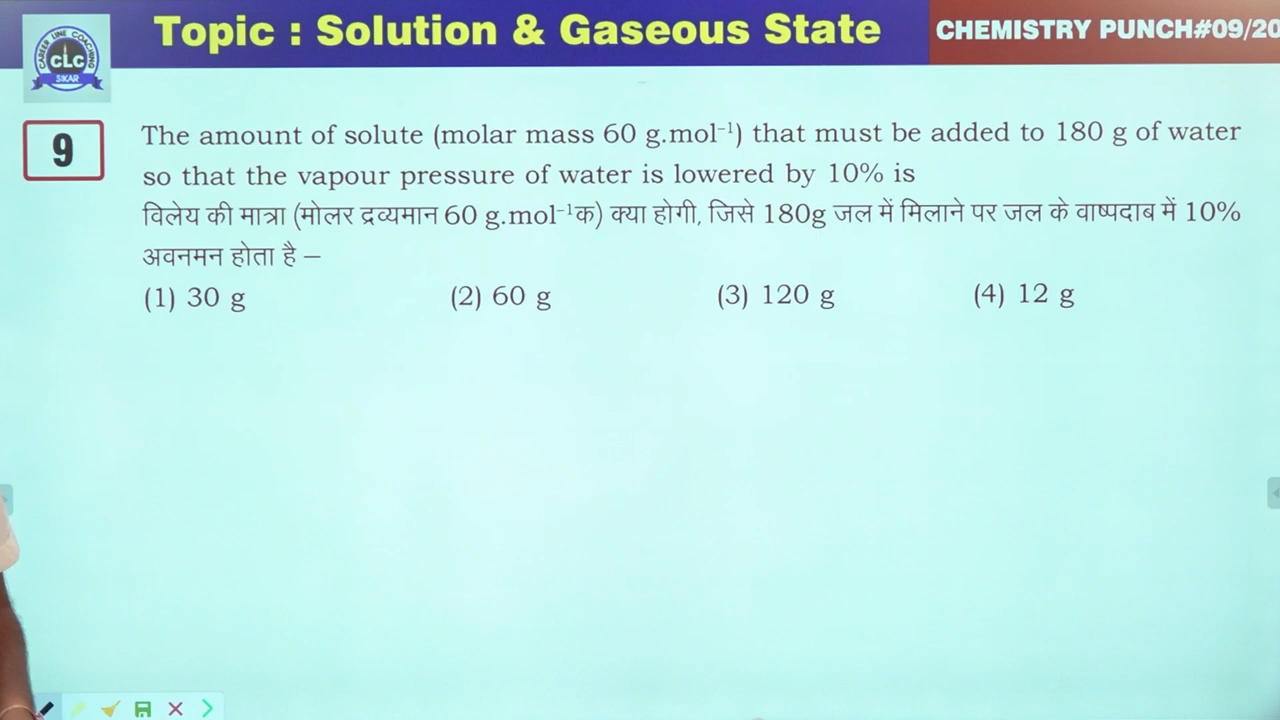 Topic : Solution & Gaseous State
CHEMISTRY PUNCH#09/20
CAREER LINE COACHING
CLC
SIKAR
9
The amount of solute (molar mass 60 g.mol⁻¹) that must be added to 180 g of water
so that the vapour pressure of water is lowered by 10% is
विलेय की मात्रा (मोलर द्रव्यमान 60 g.mol⁻¹क) क्या होगी, जिसे 180g जल में मिलाने पर जल के वाष्पदाब में 10%
अवनमन होता है –
(1) 30 g (2) 60 g (3) 120 g (4) 12 g